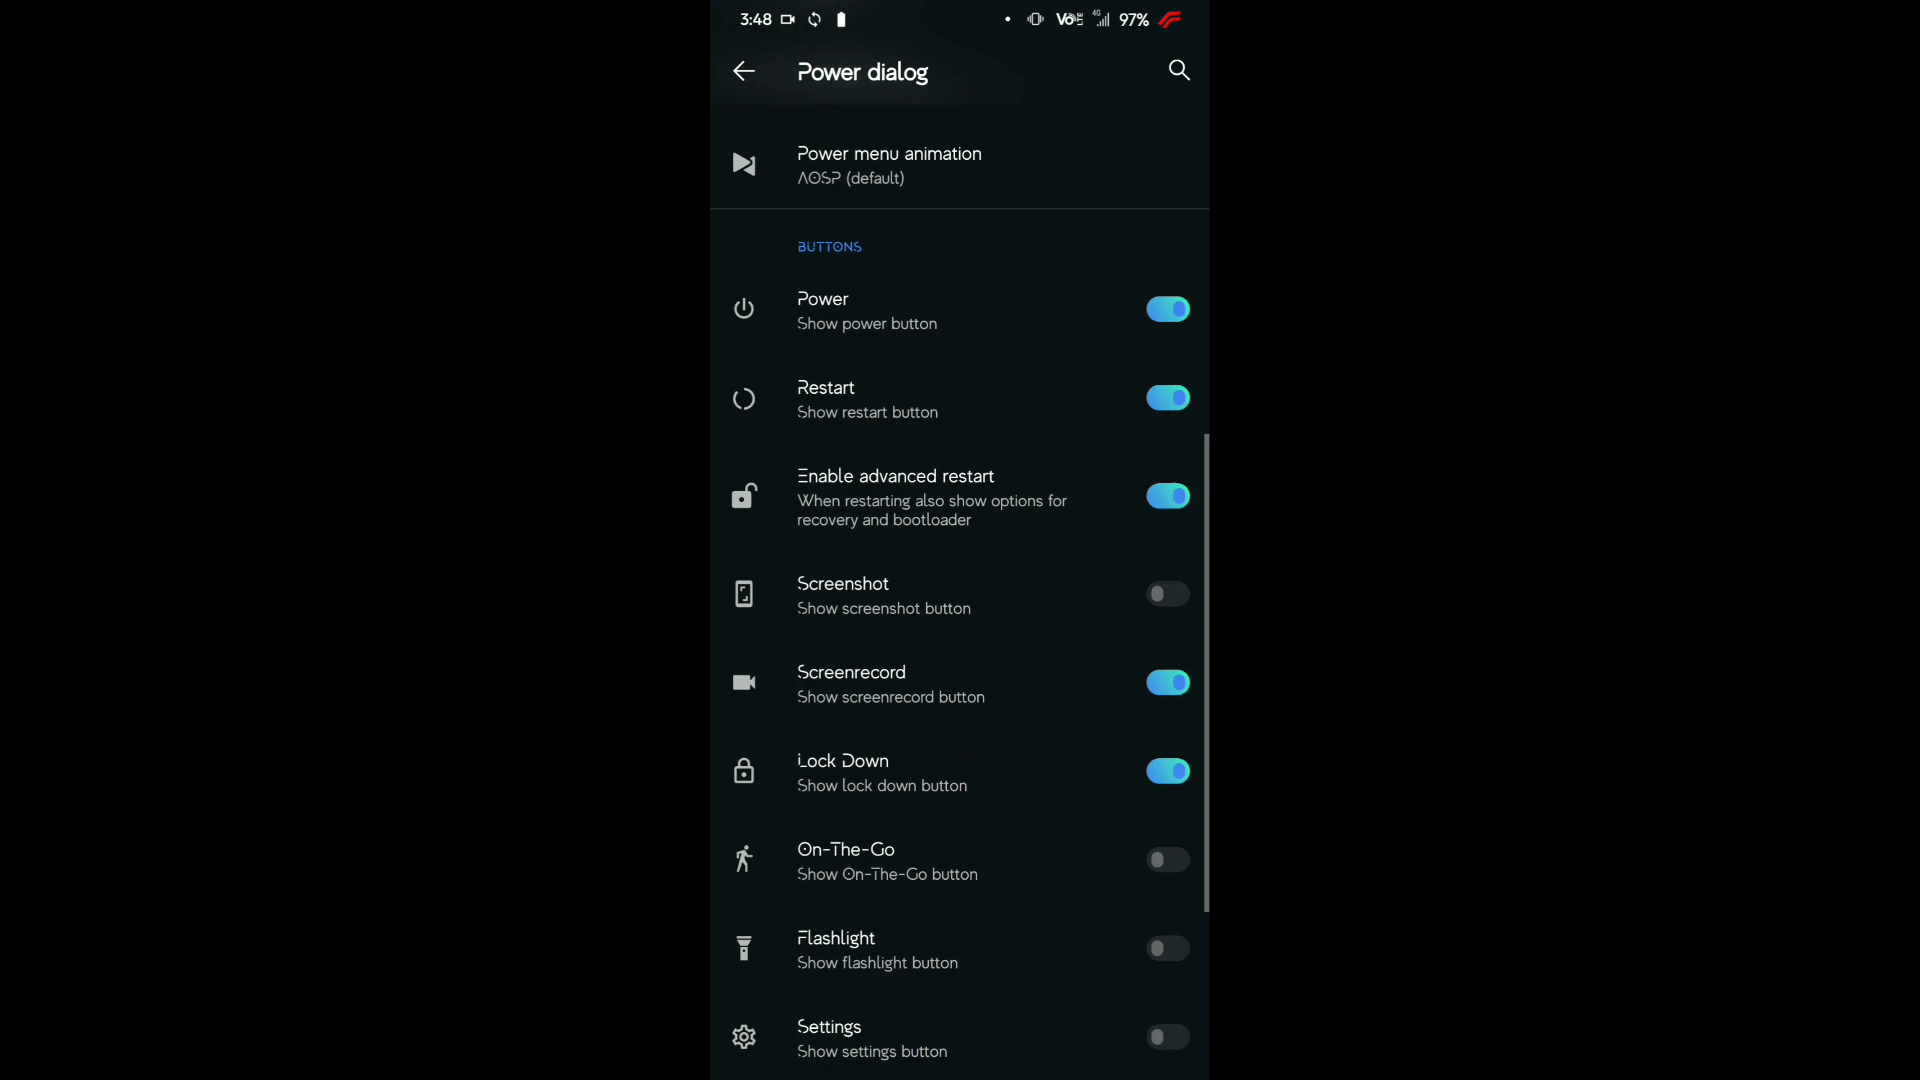 3:48
4G
97%
Power dialog
Power menu animation
AOSP (default)
BUTTONS
Power
Show power button
Restart
Show restart button
Enable advanced restart
When restarting also show options for
recovery and bootloader
Screenshot
Show screenshot button
Screenrecord
Show screenrecord button
Lock Down
Show lock down button
On-The-Go
Show On-The-Go button
Flashlight
Show flashlight button
Settings
Show settings button